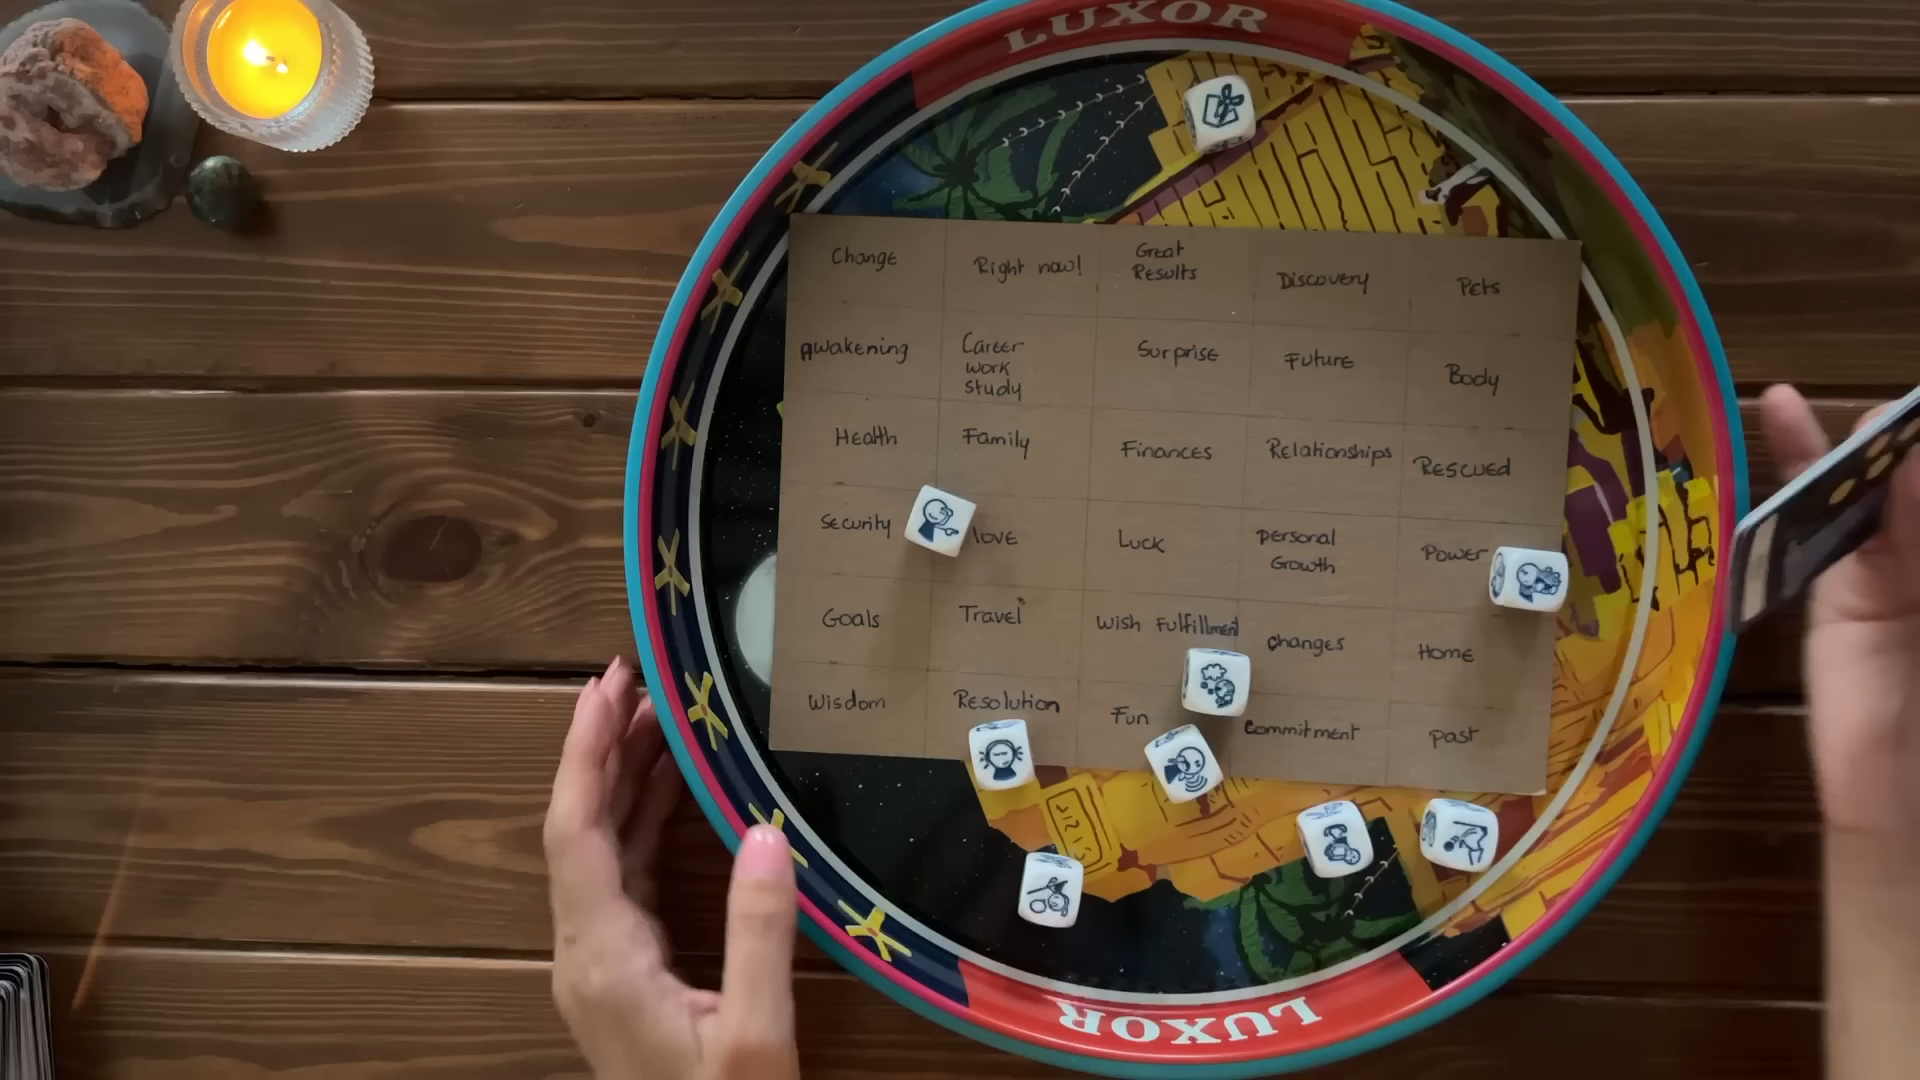 LUXOR
Change
Right now!
Great
Results
Discovery
Pets
Awakening
Career
work
study
Surprise
Future
Body
Health
Family
Finances
Relationships
RESCUED
Security
love
Luck
personal
Growth
Power
Goals
Travel
Wish Fulfillment
changes
Home
Wisdom
Resolution
Fun
commitment
past
LUXOR